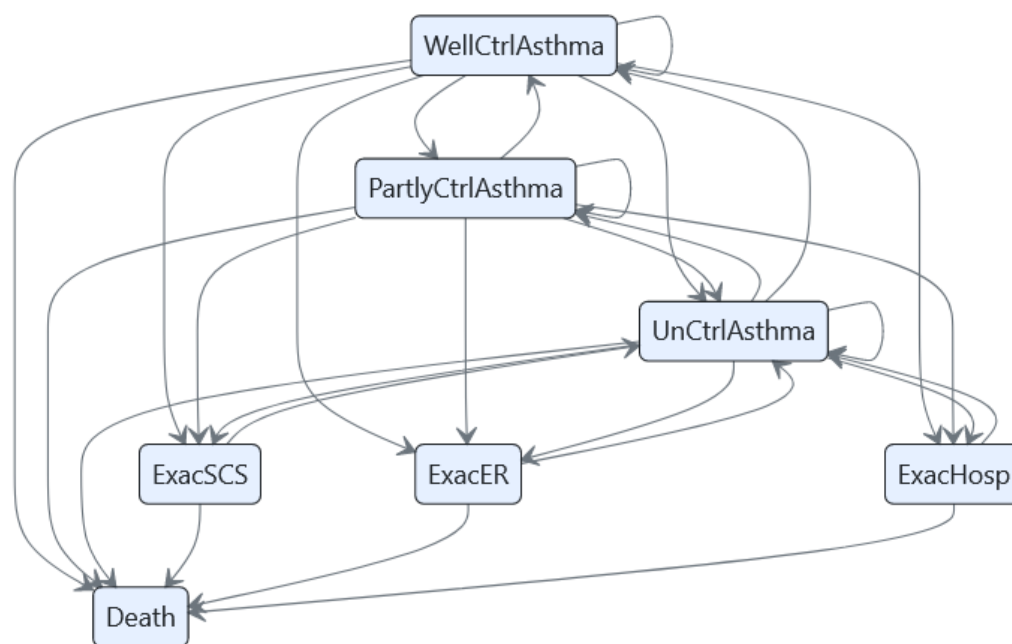 WellCtrlAsthma
PartlyCtrlAsthma
UnCtrlAsthma
ExacSCS
ExacER
ExacHosp
Death